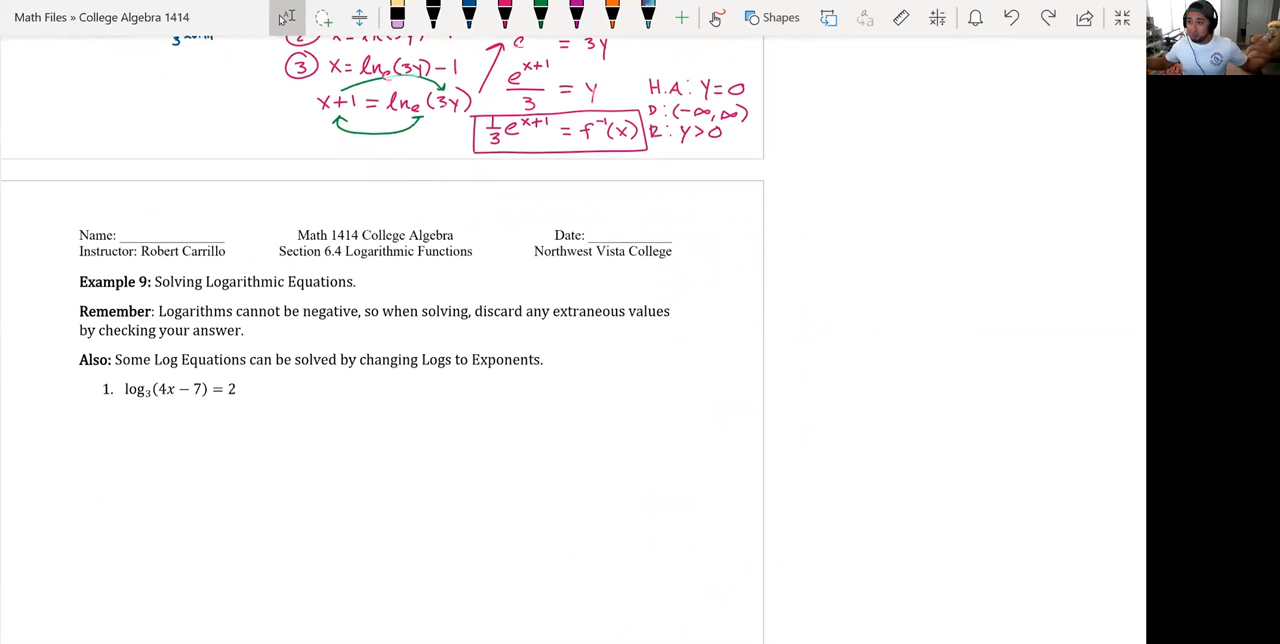 Math Files » College Algebra 1414
Shapes
= 3y
③ x = lnₑ(3y) - 1
x+1 = lnₑ(3y)
e^(x+1)/3 = y
1/3 e^(x+1) = f⁻¹(x)
H.A: y=0
D: (-∞, ∞)
R: y>0
Name: ____________ Math 1414 College Algebra Date: ____________
Instructor: Robert Carrillo Section 6.4 Logarithmic Functions Northwest Vista College
Example 9: Solving Logarithmic Equations.
Remember: Logarithms cannot be negative, so when solving, discard any extraneous values
by checking your answer.
Also: Some Log Equations can be solved by changing Logs to Exponents.
1. log₃(4x − 7) = 2